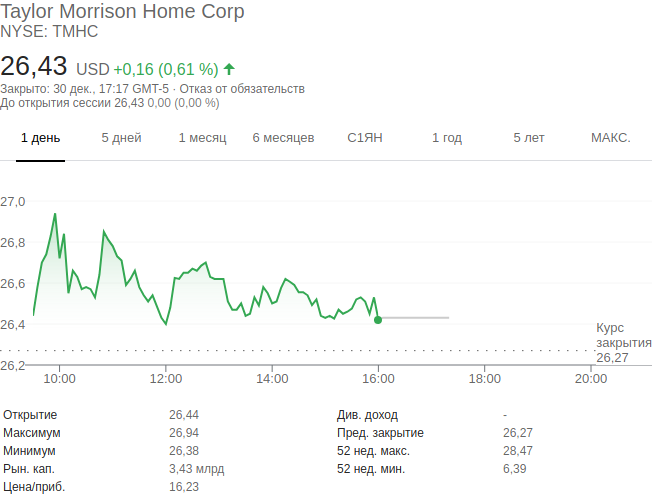 Taylor Morrison Home Corp
NYSE: TMHC
26,43 USD +0,16 (0,61 %)
Закрыто: 30 дек., 17:17 GMT-5 · Отказ от обязательств
До открытия сессии 26,43 0,00 (0,00 %)
1 день 5 дней 1 месяц 6 месяцев С1ЯН 1 год 5 лет МАКС.
27,0
26,8
26,6
26,4
Курс
закрытия
26,27
26,2
10:00 12:00 14:00 16:00 18:00 20:00
Открытие 26,44 Див. доход -
Максимум 26,94 Пред. закрытие 26,27
Минимум 26,38 52 нед. макс. 28,47
Рын. кап. 3,43 млрд 52 нед. мин. 6,39
Цена/приб. 16,23